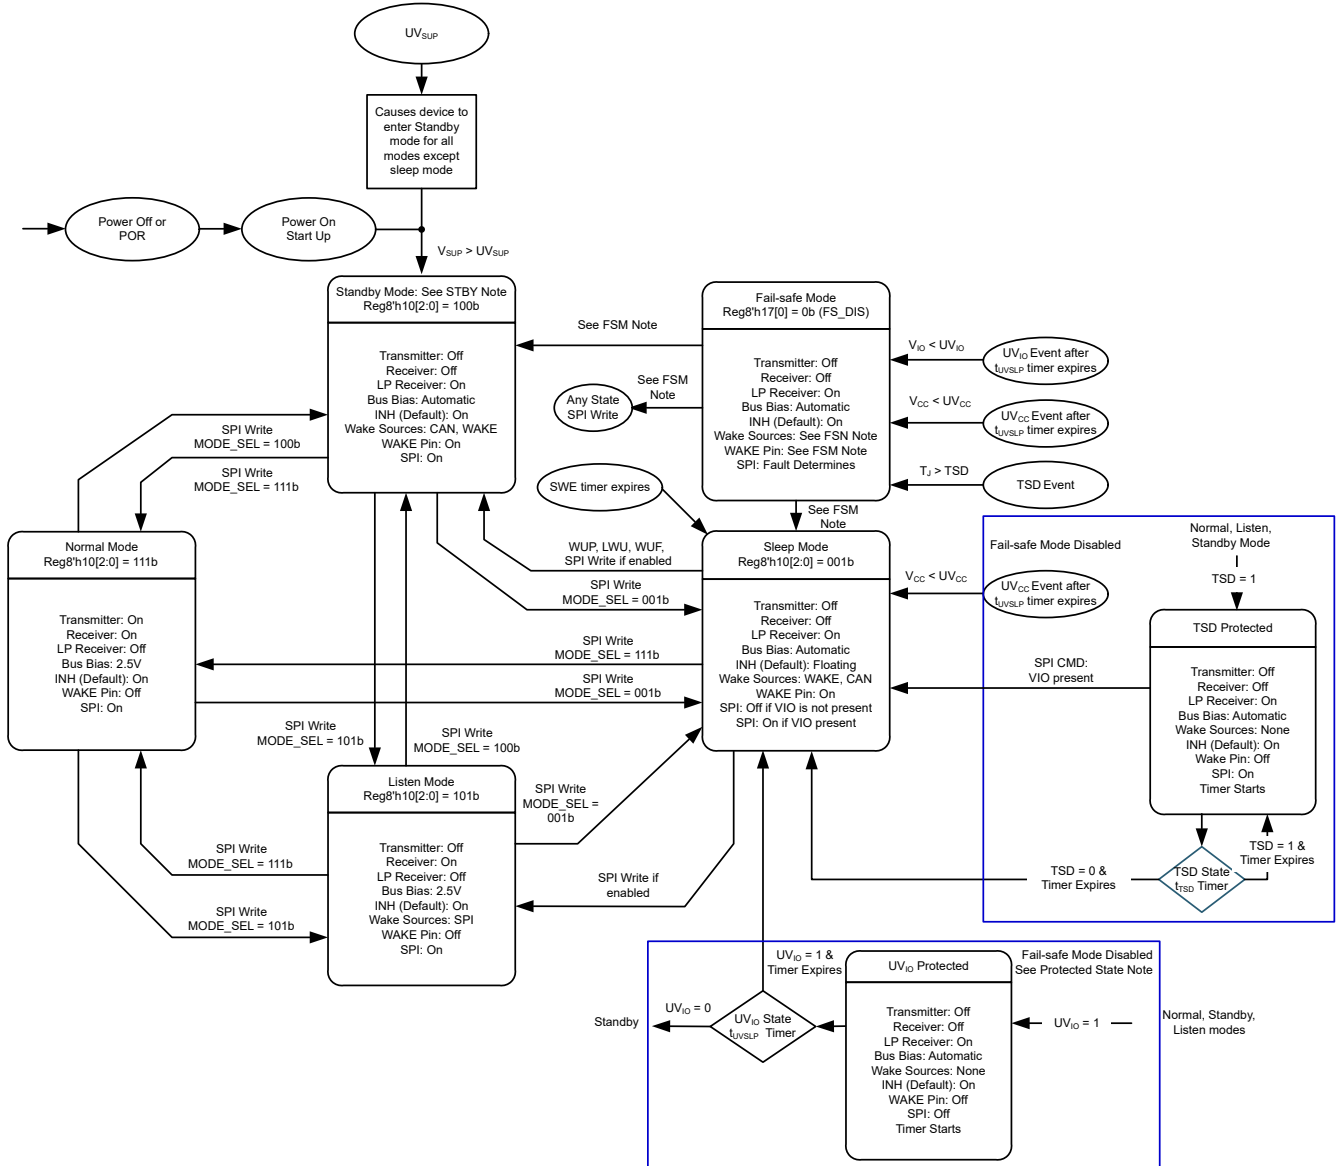 UVSUP
Causes device to
enter Standby
mode for all
modes except
sleep mode
Power Off or
POR
Power On
Start Up
VSUP > UVSUP
Standby Mode: See STBY Note
Reg8'h10[2:0] = 100b
Transmitter: Off
Receiver: Off
LP Receiver: On
Bus Bias: Automatic
INH (Default): On
Wake Sources: CAN, WAKE
WAKE Pin: On
SPI: On
See FSM Note
Fail-safe Mode
Reg8'h17[0] = 0b (FS_DIS)
Transmitter: Off
Receiver: Off
LP Receiver: On
Bus Bias: Automatic
INH (Default): On
Wake Sources: See FSN Note
WAKE Pin: See FSM Note
SPI: Fault Determines
See FSM
Note
Any State
SPI Write
VIO < UVIO
UVIO Event after
tUVSLP timer expires
VCC < UVCC
UVCC Event after
tUVSLP timer expires
TJ > TSD
TSD Event
SPI Write
MODE_SEL = 100b
SPI Write
MODE_SEL = 111b
SWE timer expires
See FSM
Note
Normal Mode
Reg8'h10[2:0] = 111b
Transmitter: On
Receiver: On
LP Receiver: Off
Bus Bias: 2.5V
INH (Default): On
WAKE Pin: Off
SPI: On
WUP, LWU, WUF,
SPI Write if enabled
SPI Write
MODE_SEL = 001b
SPI Write
MODE_SEL = 111b
SPI Write
MODE_SEL = 001b
Sleep Mode
Reg8'h10[2:0] = 001b
Transmitter: Off
Receiver: Off
LP Receiver: On
Bus Bias: Automatic
INH (Default): Floating
Wake Sources: WAKE, CAN
WAKE Pin: On
SPI: Off if VIO is not present
SPI: On if VIO present
Fail-safe Mode Disabled
VCC < UVCC
UVCC Event after
tUVSLP timer expires
Normal, Listen,
Standby Mode
TSD = 1
TSD Protected
Transmitter: Off
Receiver: Off
LP Receiver: On
Bus Bias: Automatic
Wake Sources: None
INH (Default): On
Wake Pin: Off
SPI: On
Timer Starts
SPI CMD:
VIO present
TSD = 1 &
Timer Expires
TSD State
tTSD Timer
TSD = 0 &
Timer Expires
SPI Write
MODE_SEL = 101b
SPI Write
MODE_SEL = 100b
Listen Mode
Reg8'h10[2:0] = 101b
Transmitter: Off
Receiver: On
LP Receiver: Off
Bus Bias: 2.5V
INH (Default): On
Wake Sources: SPI
WAKE Pin: Off
SPI: On
SPI Write
MODE_SEL =
001b
SPI Write
MODE_SEL = 111b
SPI Write
MODE_SEL = 101b
SPI Write if
enabled
UVIO = 1 &
Timer Expires
UVIO Protected
Fail-safe Mode Disabled
See Protected State Note
Standby
UVIO = 0
UVIO State
tUVSLP Timer
Transmitter: Off
Receiver: Off
LP Receiver: On
Bus Bias: Automatic
Wake Sources: None
INH (Default): On
WAKE Pin: Off
SPI: Off
Timer Starts
UVIO = 1
Normal, Standby,
Listen modes